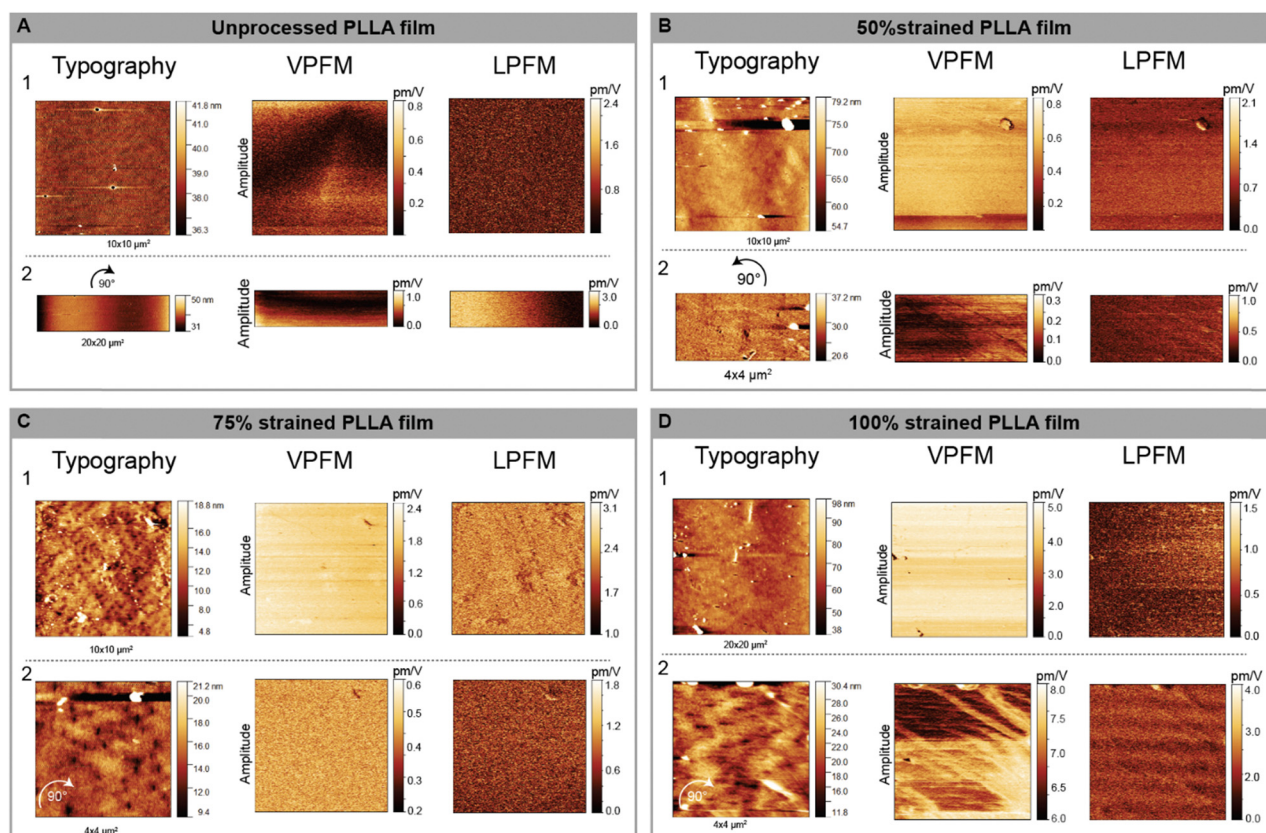 A Unprocessed PLLA film
1 Typography VPFM LPFM
pm/V pm/V
41.8 nm
41.0
40.0
39.0
38.0
37.0
36.3
10x10 µm²
Amplitude
0.8
0.6
0.4
0.2
2.4
1.6
0.8
2
90°
50 nm
31
20x20 µm²
Amplitude
pm/V
1.0
0.0
pm/V
3.0
0.0
B 50%strained PLLA film
1 Typography VPFM LPFM
pm/V pm/V
79.2 nm
75.0
70.0
65.0
60.0
54.7
10x10 µm²
Amplitude
0.8
0.6
0.4
0.2
2.1
1.4
0.7
0.0
2
90°
37.2 nm
30.0
20.6
4x4 µm²
Amplitude
pm/V
0.3
0.2
0.1
0.0
pm/V
1.0
0.5
0.0
C 75% strained PLLA film
1 Typography VPFM LPFM
pm/V pm/V
18.8 nm
16.0
14.0
12.0
10.0
8.0
4.8
10x10 µm²
Amplitude
2.4
1.8
1.2
0.6
0.0
3.1
2.4
1.7
1.0
2
90°
21.2 nm
20.0
18.0
16.0
14.0
12.0
9.4
4x4 µm²
Amplitude
pm/V
0.6
0.5
0.4
0.3
0.2
pm/V
1.8
1.2
0.6
0.0
D 100% strained PLLA film
1 Typography VPFM LPFM
pm/V pm/V
98 nm
90
80
70
60
50
38
20x20 µm²
Amplitude
5.0
4.0
3.0
2.0
1.0
0.0
1.5
1.0
0.5
0.0
2
90°
30.4 nm
28.0
26.0
24.0
22.0
20.0
18.0
16.0
14.0
11.8
4x4 µm²
Amplitude
pm/V
8.0
7.5
7.0
6.5
6.0
pm/V
4.0
3.0
2.0
1.0
0.0